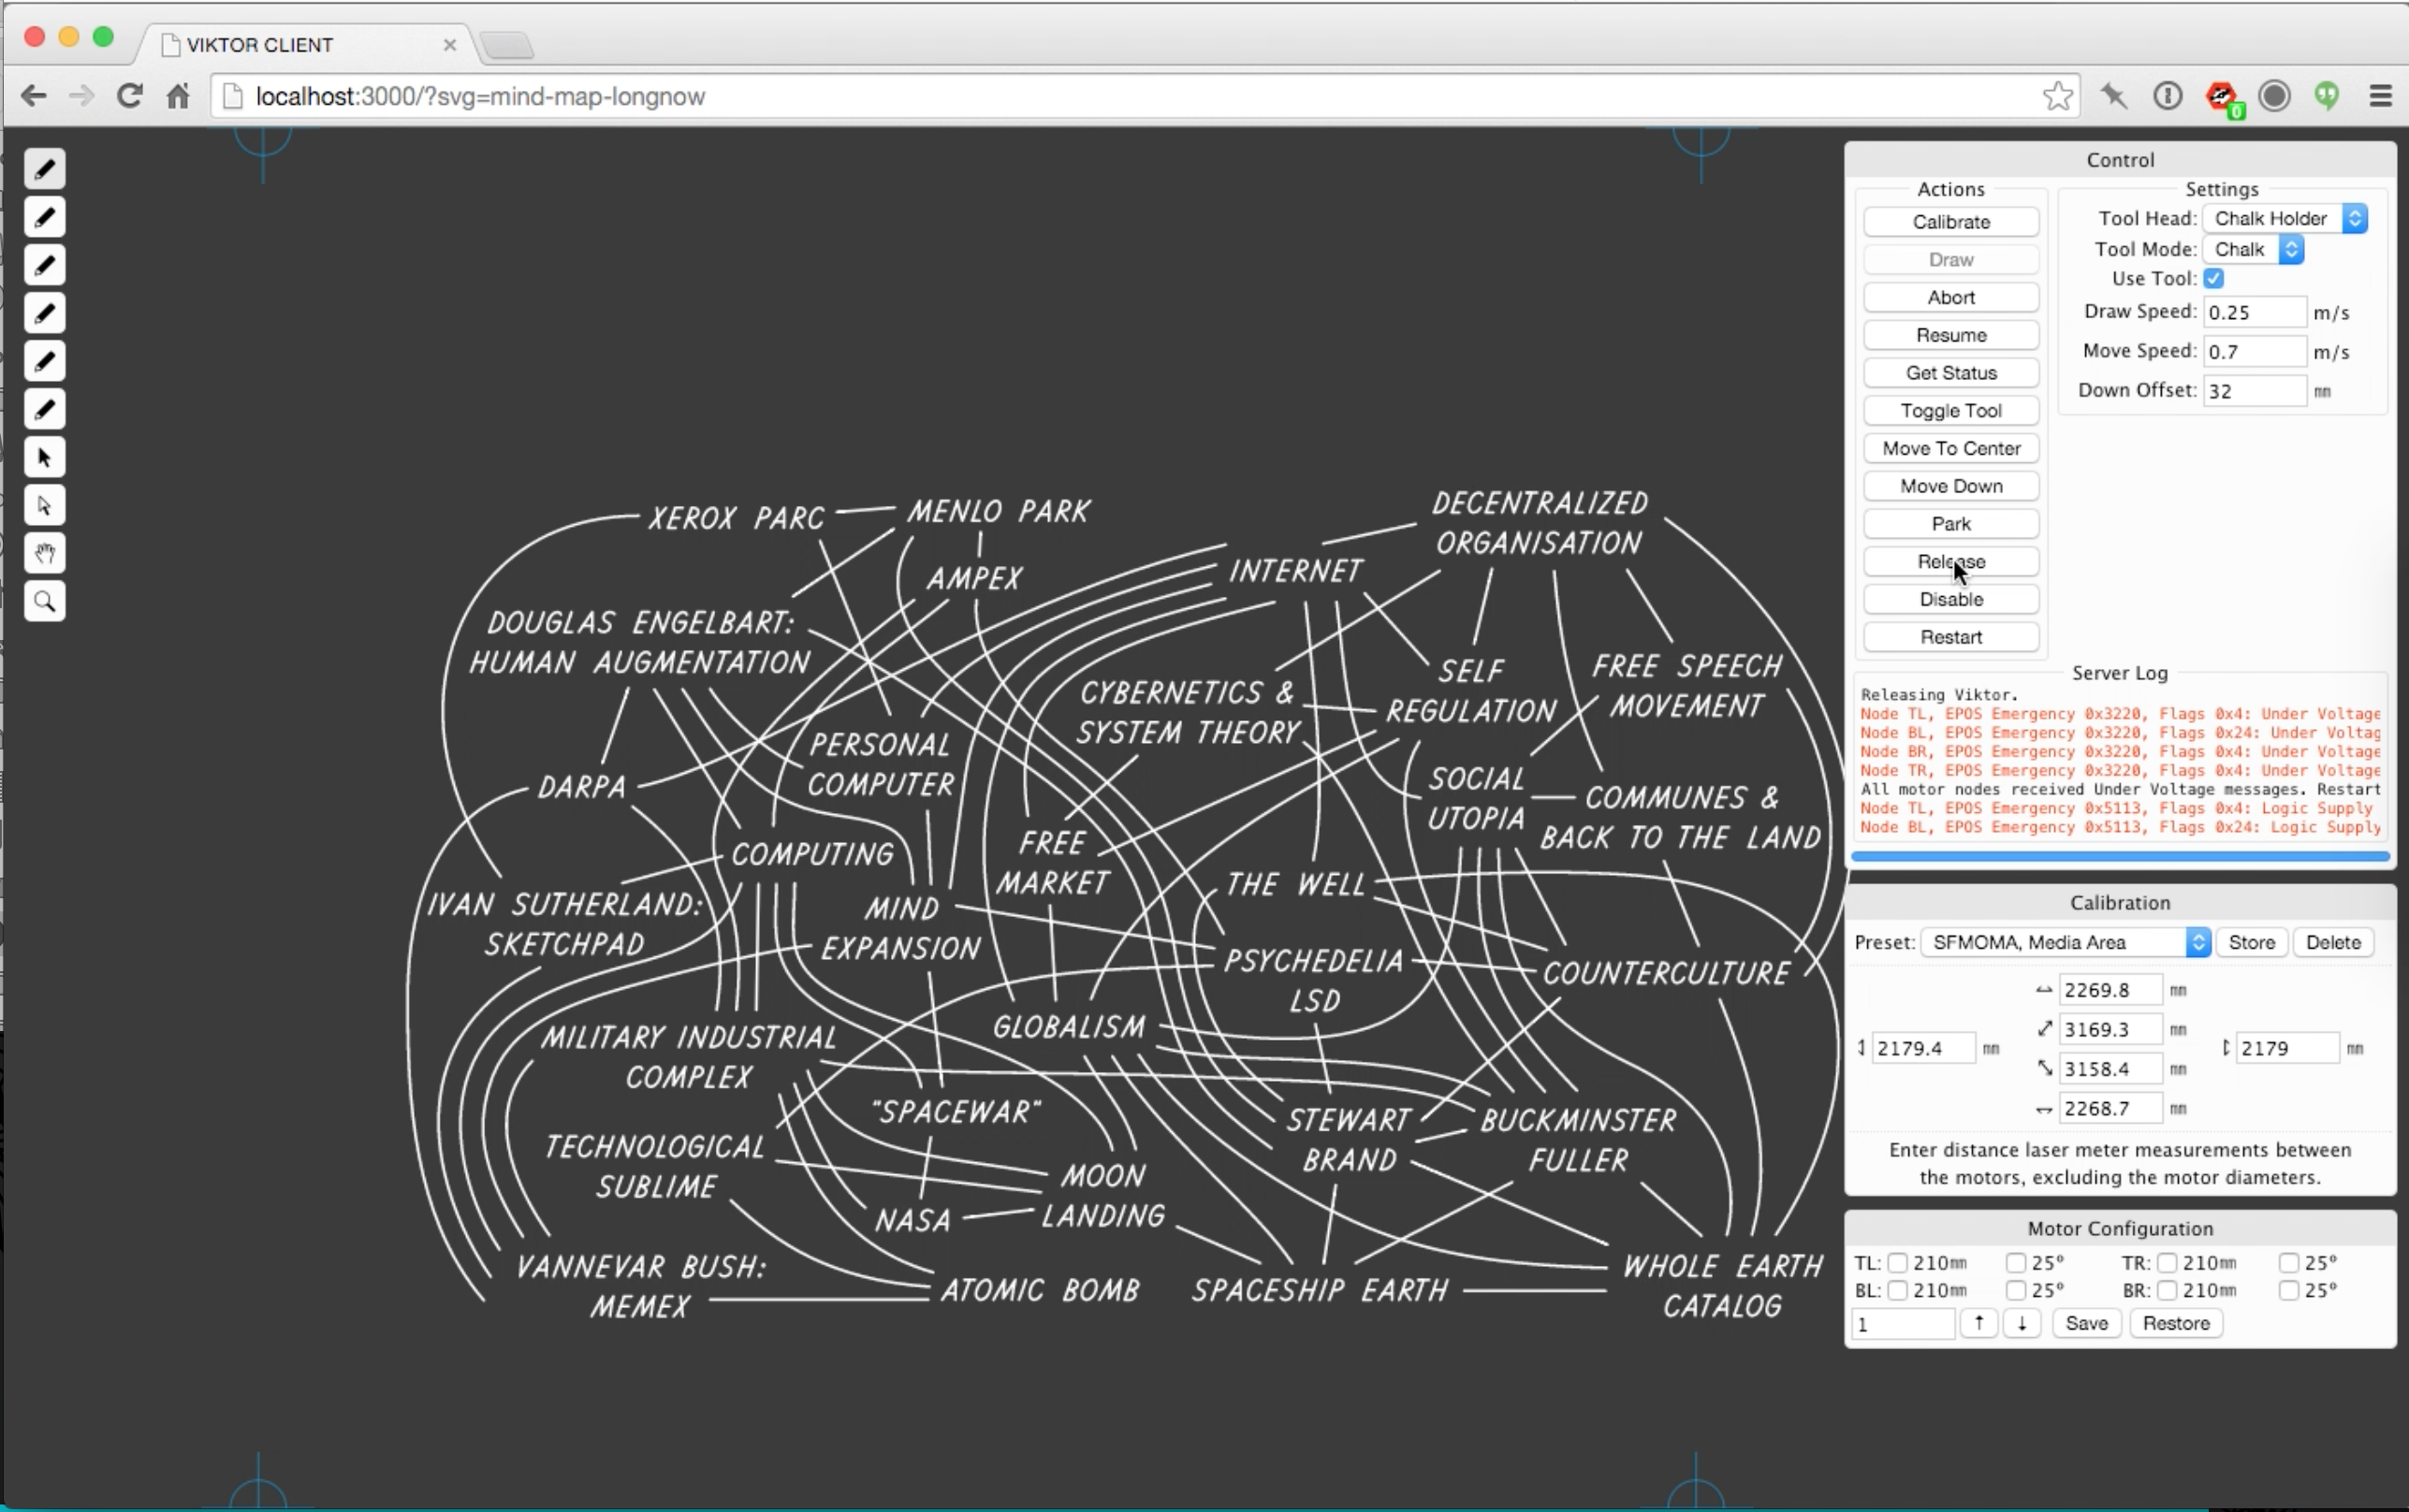 VIKTOR CLIENT
localhost:3000/?svg=mind-map-longnow
0
XEROX PARC
MENLO PARK
AMPEX
INTERNET
DECENTRALIZED
ORGANISATION
DOUGLAS ENGELBART:
HUMAN AUGMENTATION
CYBERNETICS &
SYSTEM THEORY
SELF
REGULATION
FREE SPEECH
MOVEMENT
DARPA
PERSONAL
COMPUTER
SOCIAL
UTOPIA
COMMUNES &
BACK TO THE LAND
COMPUTING
FREE
MARKET
THE WELL
IVAN SUTHERLAND:
SKETCHPAD
MIND
EXPANSION
PSYCHEDELIA
LSD
COUNTERCULTURE
MILITARY INDUSTRIAL
COMPLEX
GLOBALISM
"SPACEWAR"
STEWART
BRAND
BUCKMINSTER
FULLER
TECHNOLOGICAL
SUBLIME
MOON
LANDING
NASA
VANNEVAR BUSH:
MEMEX
ATOMIC BOMB
SPACESHIP EARTH
WHOLE EARTH
CATALOG
Control
Actions
Calibrate
Draw
Abort
Resume
Get Status
Toggle Tool
Move To Center
Move Down
Park
Release
Disable
Restart
Settings
Tool Head: Chalk Holder
Tool Mode: Chalk
Use Tool:
Draw Speed: 0.25 m/s
Move Speed: 0.7 m/s
Down Offset: 32 mm
Server Log
Releasing Viktor.
Node TL, EPOS Emergency 0x3220, Flags 0x4: Under Voltage
Node BL, EPOS Emergency 0x3220, Flags 0x24: Under Voltag
Node BR, EPOS Emergency 0x3220, Flags 0x4: Under Voltage
Node TR, EPOS Emergency 0x3220, Flags 0x4: Under Voltage
All motor nodes received Under Voltage messages. Restart
Node TL, EPOS Emergency 0x5113, Flags 0x4: Logic Supply
Node BL, EPOS Emergency 0x5113, Flags 0x24: Logic Supply
Calibration
Preset: SFMOMA, Media Area Store Delete
2269.8 mm
3169.3 mm
2179.4 mm 2179 mm
3158.4 mm
2268.7 mm
Enter distance laser meter measurements between
the motors, excluding the motor diameters.
Motor Configuration
TL: 210mm 25° TR: 210mm 25°
BL: 210mm 25° BR: 210mm 25°
1 ↑ ↓ Save Restore